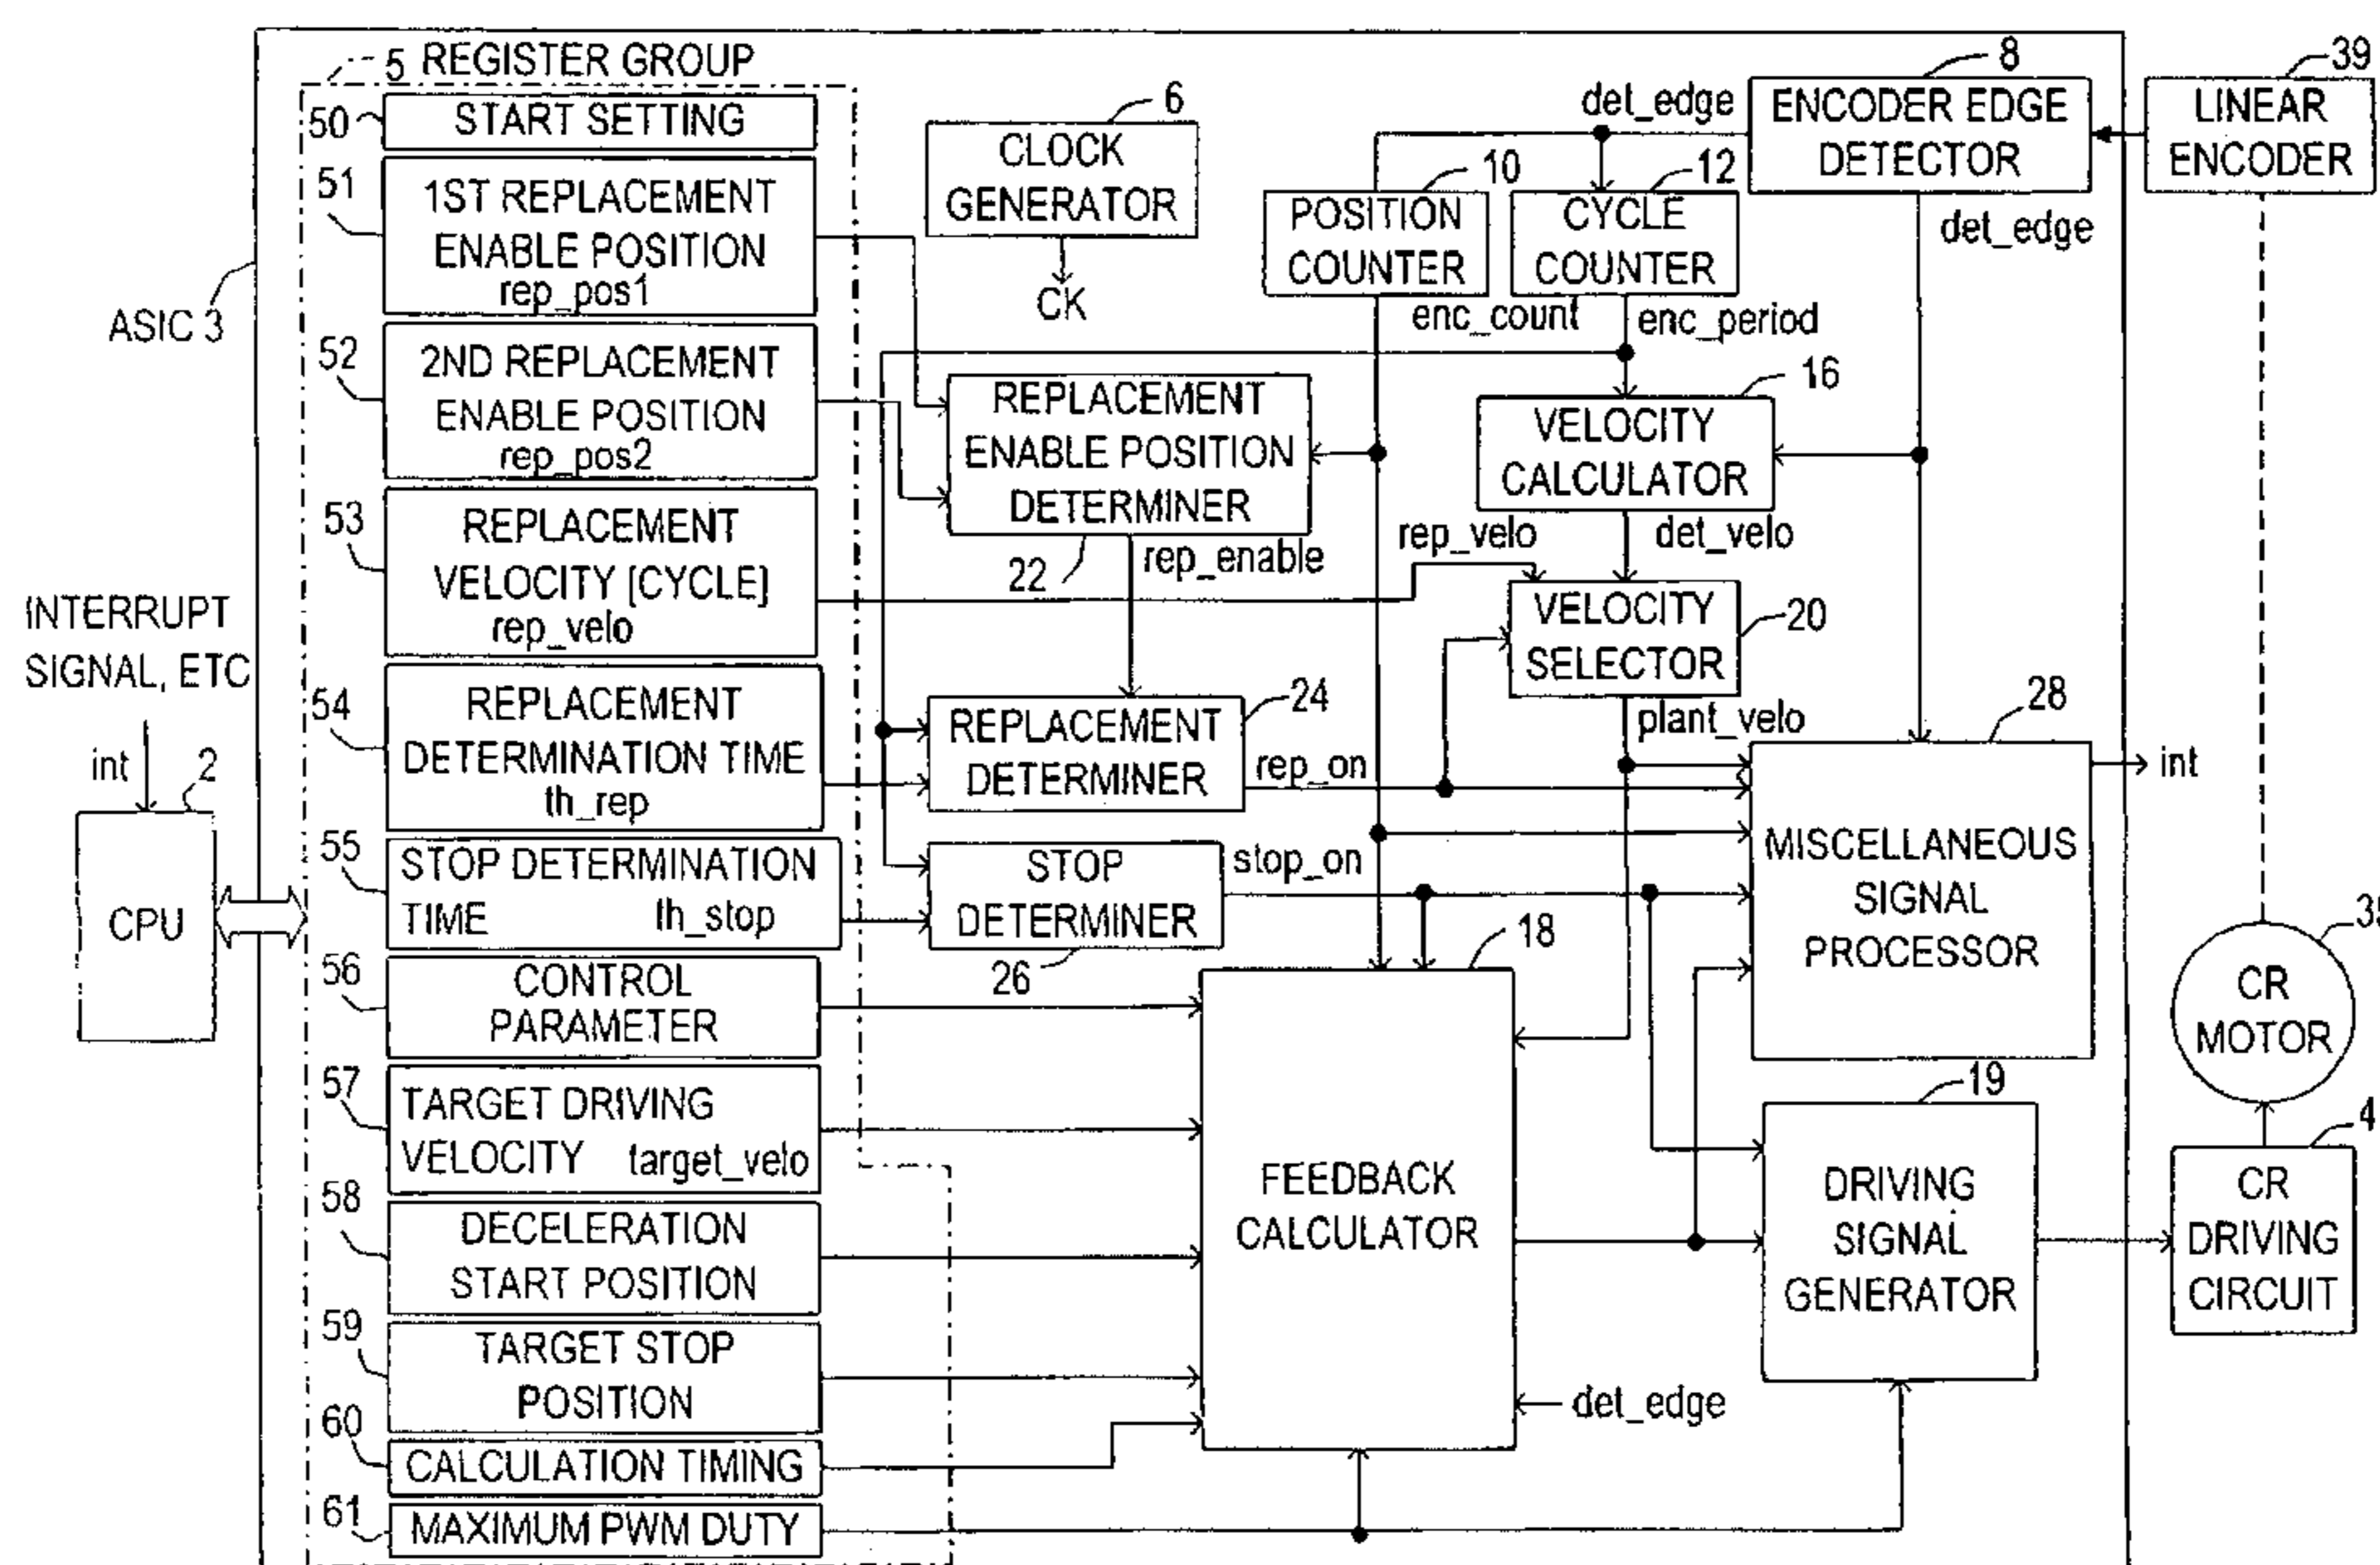 5 REGISTER GROUP
50
START SETTING
51
1ST REPLACEMENT
ENABLE POSITION
rep_pos1
52
2ND REPLACEMENT
ENABLE POSITION
rep_pos2
53
REPLACEMENT
VELOCITY [CYCLE]
rep_velo
54
REPLACEMENT
DETERMINATION TIME
th_rep
55
STOP DETERMINATION
TIME th_stop
56
CONTROL
PARAMETER
57
TARGET DRIVING
VELOCITY target_velo
58
DECELERATION
START POSITION
59
TARGET STOP
POSITION
60
CALCULATION TIMING
61
MAXIMUM PWM DUTY
ASIC 3
INTERRUPT
SIGNAL, ETC
int
2
CPU
6
CLOCK
GENERATOR
CK
det_edge
8
ENCODER EDGE
DETECTOR
det_edge
39
LINEAR
ENCODER
10
POSITION
COUNTER
enc_count
12
CYCLE
COUNTER
enc_period
REPLACEMENT
ENABLE POSITION
DETERMINER
22
rep_enable
16
VELOCITY
CALCULATOR
rep_velo
det_velo
VELOCITY
SELECTOR
20
plant_velo
24
REPLACEMENT
DETERMINER
rep_on
STOP
DETERMINER
26
stop_on
28
MISCELLANEOUS
SIGNAL
PROCESSOR
int
18
FEEDBACK
CALCULATOR
det_edge
19
DRIVING
SIGNAL
GENERATOR
CR
MOTOR
4
CR
DRIVING
CIRCUIT